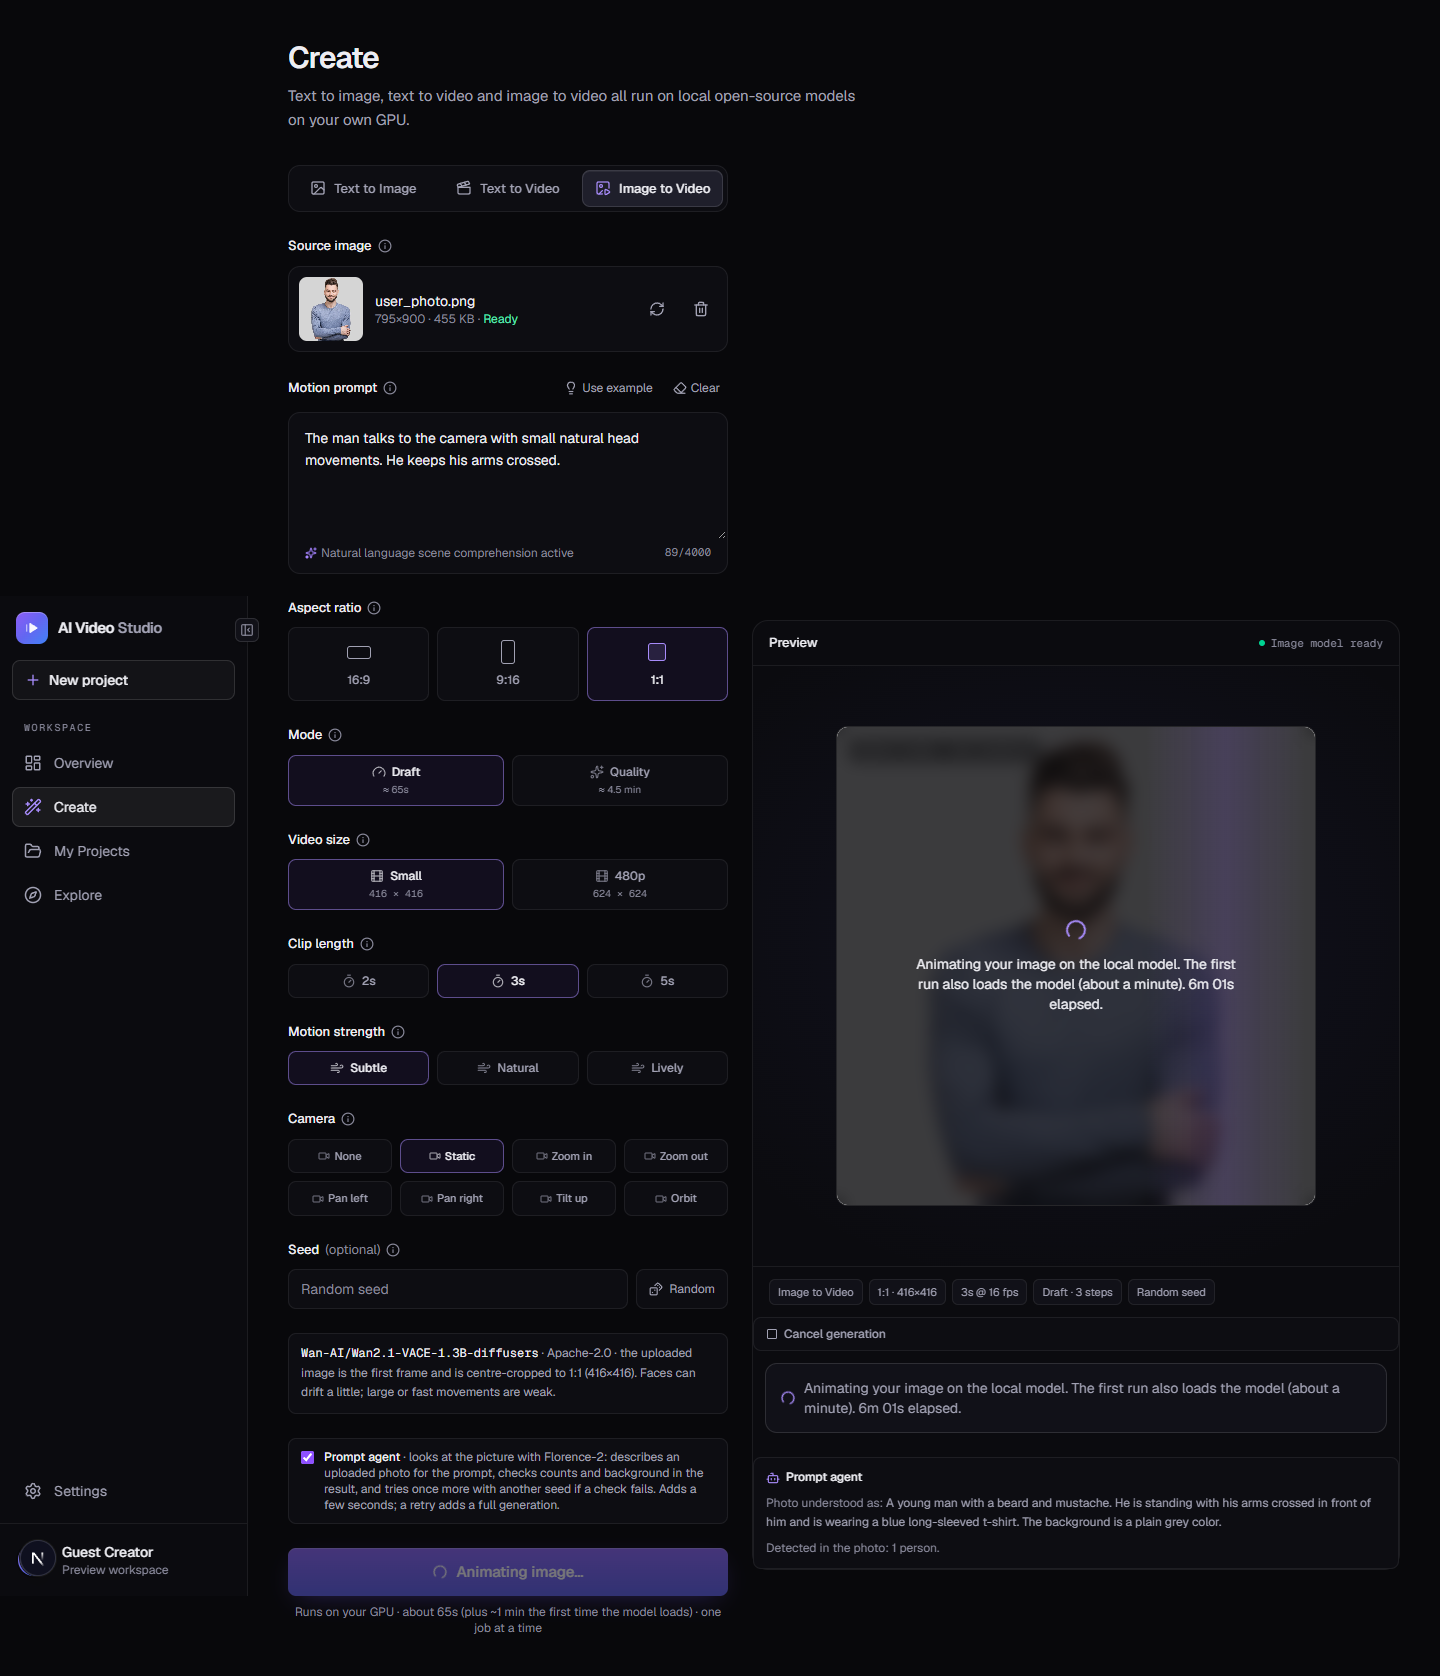 Create
Text to image, text to video and image to video all run on local open-source models
on your own GPU.
Text to Image
Text to Video
Image to Video
Source image
user_photo.png
795×900 · 455 KB · Ready
Motion prompt
Use example
Clear
The man talks to the camera with small natural head
movements. He keeps his arms crossed.
Natural language scene comprehension active
89/4000
AI Video Studio
New project
WORKSPACE
Overview
Create
My Projects
Explore
Settings
Guest Creator
Preview workspace
Aspect ratio
16:9
9:16
1:1
Mode
Draft
≈ 65s
Quality
≈ 4.5 min
Video size
Small
416 × 416
480p
624 × 624
Clip length
2s
3s
5s
Motion strength
Subtle
Natural
Lively
Camera
None
Static
Zoom in
Zoom out
Pan left
Pan right
Tilt up
Orbit
Seed (optional)
Random seed
Random
Wan-AI/Wan2.1-VACE-1.3B-diffusers · Apache-2.0 · the uploaded
image is the first frame and is centre-cropped to 1:1 (416×416). Faces can
drift a little; large or fast movements are weak.
Prompt agent · looks at the picture with Florence-2: describes an
uploaded photo for the prompt, checks counts and background in the
result, and tries once more with another seed if a check fails. Adds a
few seconds; a retry adds a full generation.
Animating image...
Runs on your GPU · about 65s (plus ~1 min the first time the model loads) · one
job at a time
Preview
Image model ready
Animating your image on the local model. The first
run also loads the model (about a minute). 6m 01s
elapsed.
Image to Video
1:1 · 416×416
3s @ 16 fps
Draft · 3 steps
Random seed
Cancel generation
Animating your image on the local model. The first run also loads the model (about a
minute). 6m 01s elapsed.
Prompt agent
Photo understood as: A young man with a beard and mustache. He is standing with his arms crossed in front of
him and is wearing a blue long-sleeved t-shirt. The background is a plain grey color.
Detected in the photo: 1 person.